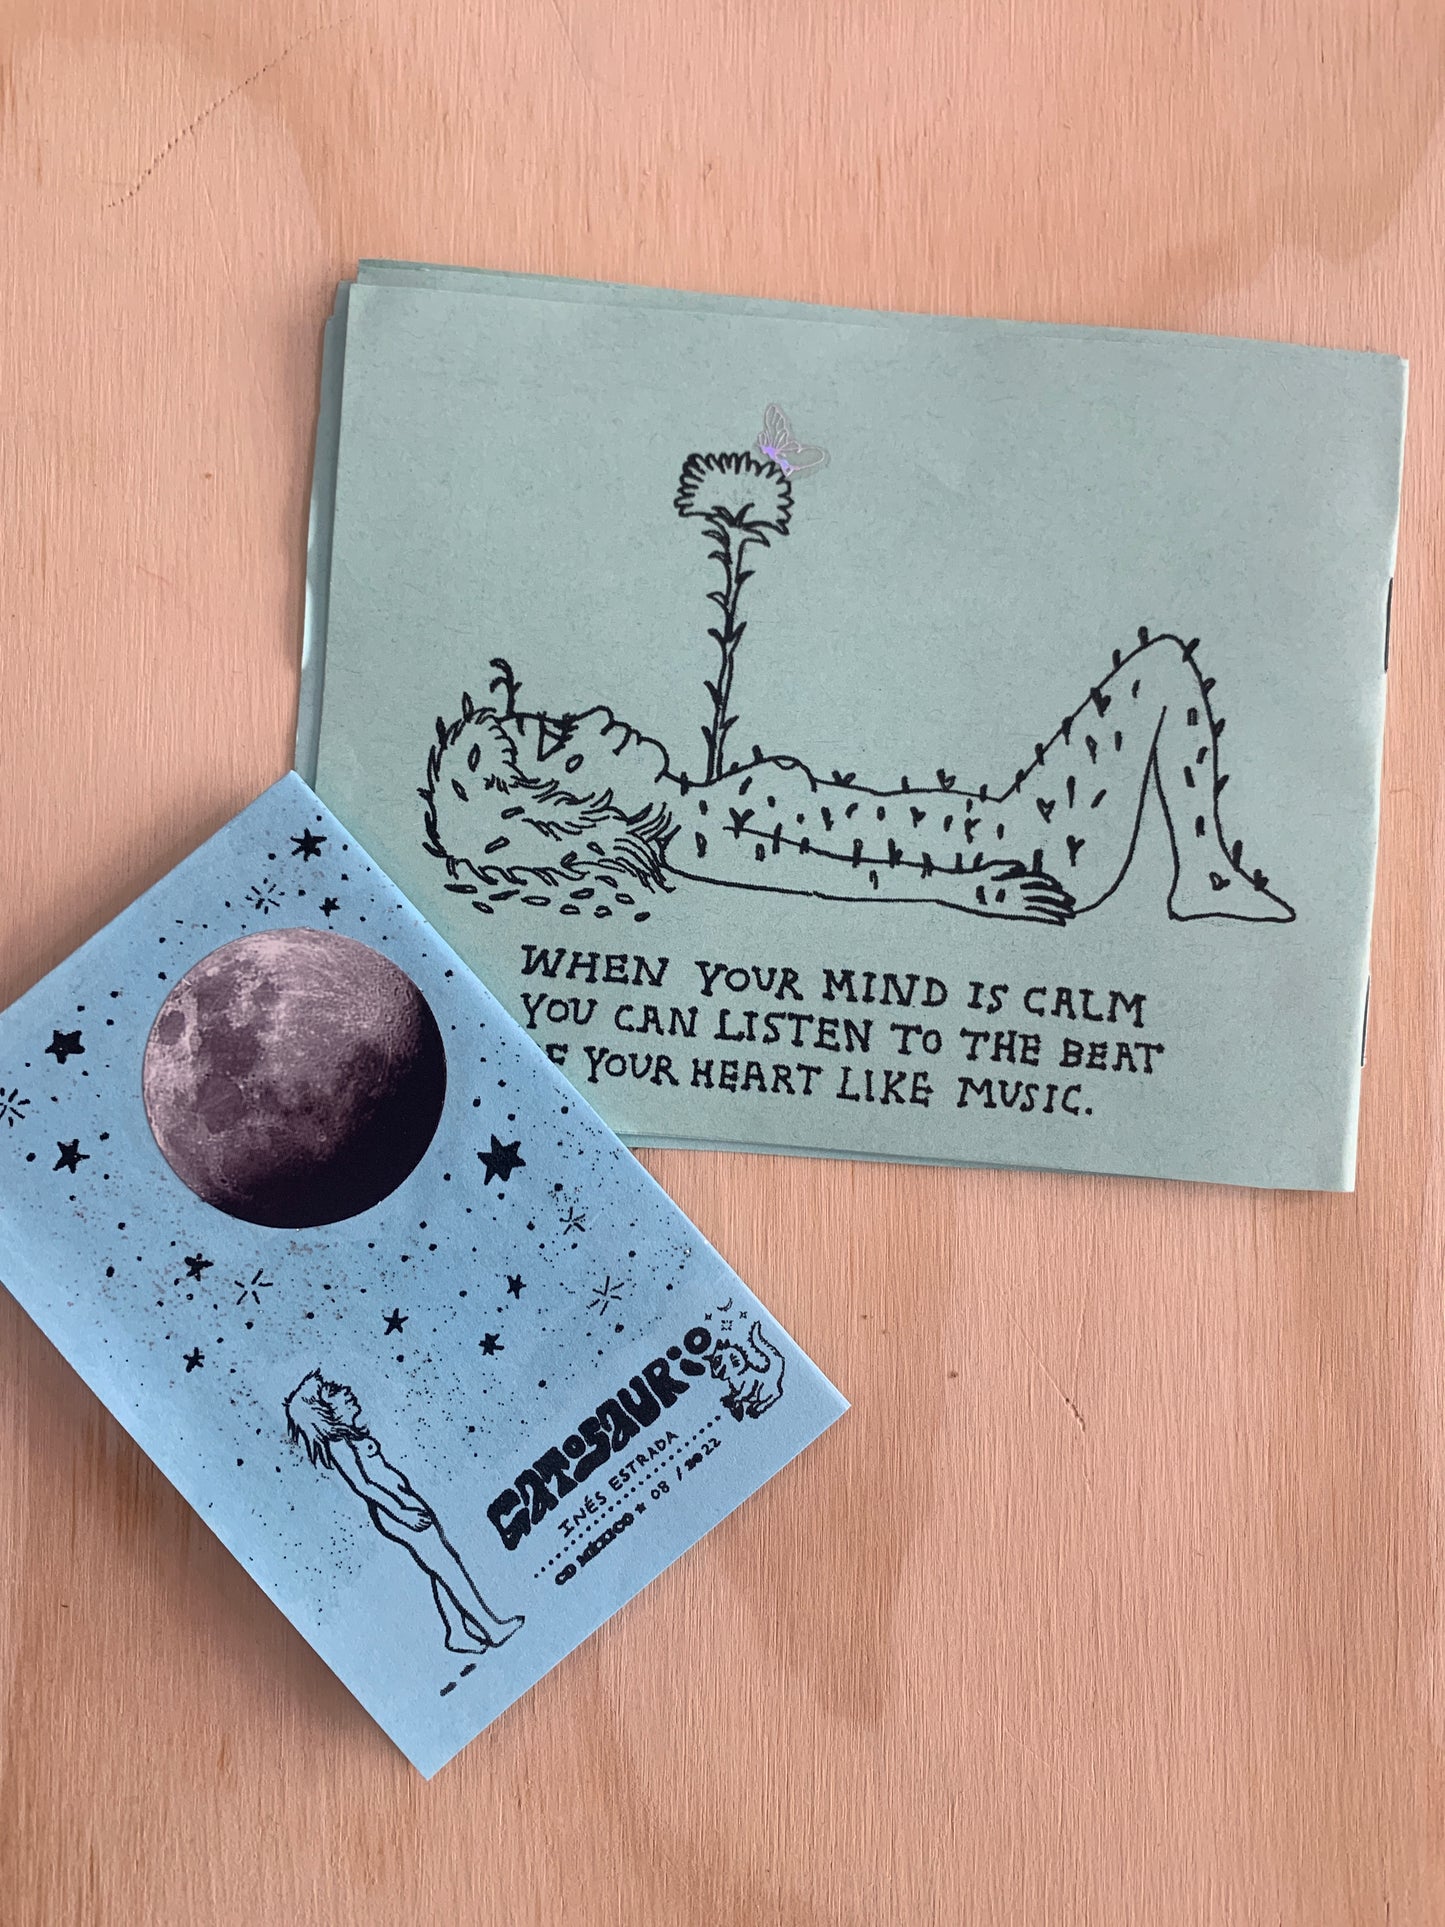 WHEN YOUR MIND IS CALM
YOU CAN LISTEN TO THE BEAT
YOUR HEART LIKE MUSIC.
GATOSAURIO
INÉS ESTRADA
CD MÉXICO ★ 08 / 2022